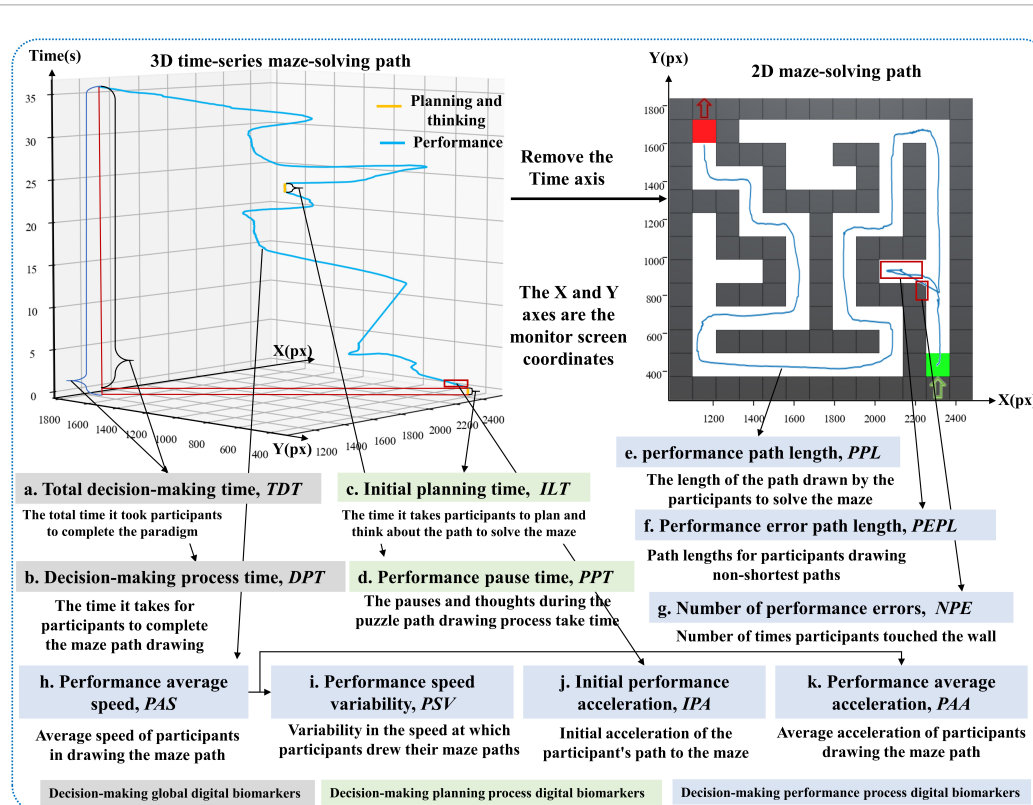 Time(s)
3D time-series maze-solving path
Planning and
thinking
Performance
35
30
25
20
15
10
5
0
X(px)
Y(px)
1800
1600
1400
1200
1000
800
600
400
1200
1400
1600
1800
2000
2200
2400
Remove the
Time axis
The X and Y
axes are the
monitor screen
coordinates
Y(px)
2D maze-solving path
1800
1600
1400
1200
1000
800
600
400
1200
1400
1600
1800
2000
2200
2400
X(px)
a. Total decision-making time, TDT
The total time it took participants
to complete the paradigm
b. Decision-making process time, DPT
The time it takes for
participants to complete
the maze path drawing
c. Initial planning time, ILT
The time it takes participants to plan and
think about the path to solve the maze
d. Performance pause time, PPT
The pauses and thoughts during the
puzzle path drawing process take time
e. performance path length, PPL
The length of the path drawn by the
participants to solve the maze
f. Performance error path length, PEPL
Path lengths for participants drawing
non-shortest paths
g. Number of performance errors, NPE
Number of times participants touched the wall
h. Performance average
speed, PAS
Average speed of participants
in drawing the maze path
i. Performance speed
variability, PSV
Variability in the speed at which
participants drew their maze paths
j. Initial performance
acceleration, IPA
Initial acceleration of the
participant's path to the maze
k. Performance average
acceleration, PAA
Average acceleration of participants
drawing the maze path
Decision-making global digital biomarkers
Decision-making planning process digital biomarkers
Decision-making performance process digital biomarkers